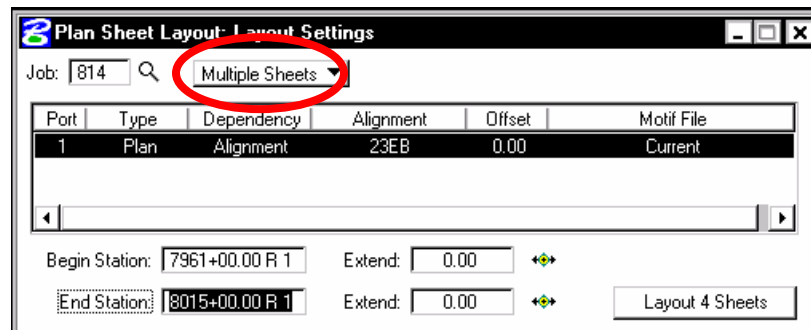 Plan Sheet Layout: Layout Settings
Job: 814 Multiple Sheets
Port Type Dependency Alignment Offset Motif File
1 Plan Alignment 23EB 0.00 Current
Begin Station: 7961+00.00 R 1 Extend: 0.00
End Station: 8015+00.00 R 1 Extend: 0.00 Layout 4 Sheets